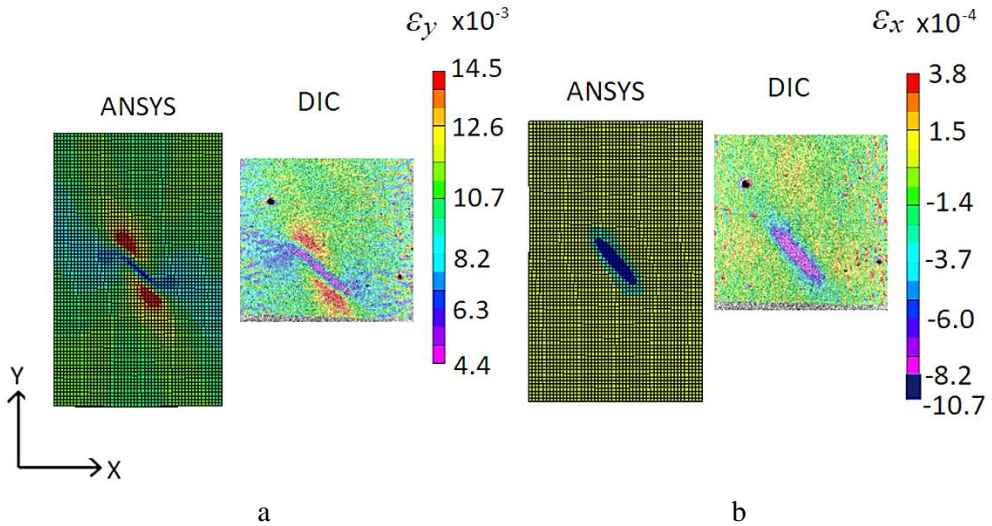 εy x10-3
14.5
12.6
10.7
8.2
6.3
4.4
ANSYS
DIC
Y
X
a
εx x10-4
3.8
1.5
-1.4
-3.7
-6.0
-8.2
-10.7
ANSYS
DIC
b